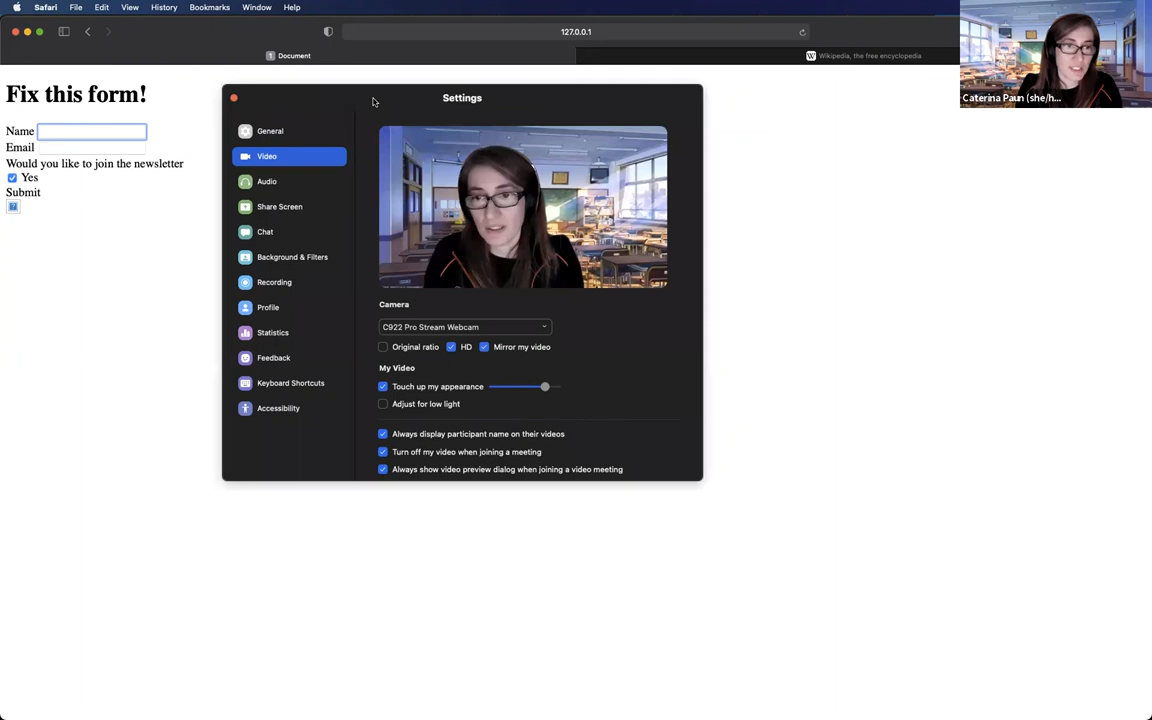 Safari File Edit View History Bookmarks Window Help
127.0.0.1
1 Document
W Wikipedia, the free encyclopedia
Caterina Paun (she/h...
Fix this form!
Name
Email
Would you like to join the newsletter
Yes
Submit
?
Settings
General
Video
Audio
Share Screen
Chat
Background & Filters
Recording
Profile
Statistics
Feedback
Keyboard Shortcuts
Accessibility
Camera
C922 Pro Stream Webcam
Original ratio HD Mirror my video
My Video
Touch up my appearance
Adjust for low light
Always display participant name on their videos
Turn off my video when joining a meeting
Always show video preview dialog when joining a video meeting